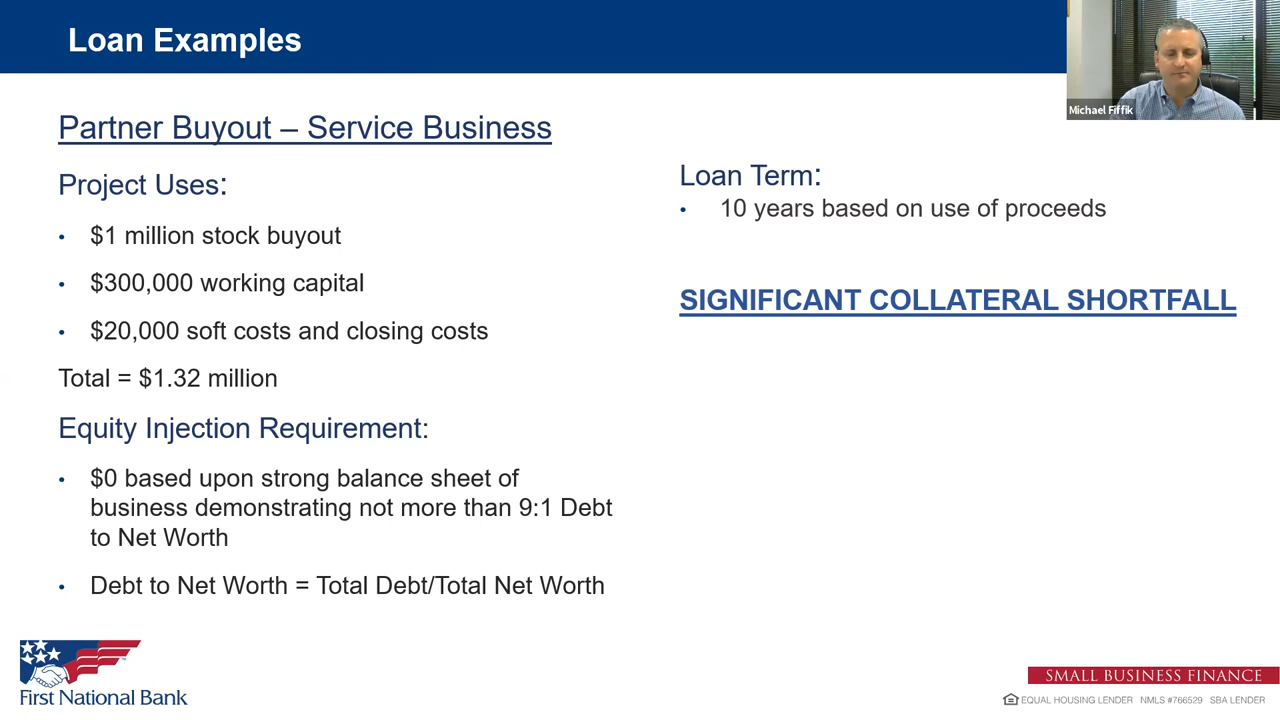 Loan Examples
Michael Fiffik
Partner Buyout – Service Business
Project Uses:
• $1 million stock buyout
• $300,000 working capital
• $20,000 soft costs and closing costs
Total = $1.32 million
Equity Injection Requirement:
• $0 based upon strong balance sheet of
business demonstrating not more than 9:1 Debt
to Net Worth
• Debt to Net Worth = Total Debt/Total Net Worth
Loan Term:
• 10 years based on use of proceeds
SIGNIFICANT COLLATERAL SHORTFALL
First National Bank
SMALL BUSINESS FINANCE
EQUAL HOUSING LENDER NMLS #766529 SBA LENDER